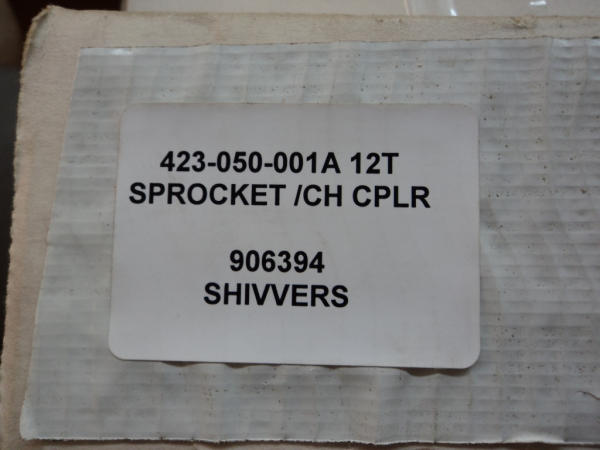 423-050-001A 12T
SPROCKET /CH CPLR
906394
SHIVVERS